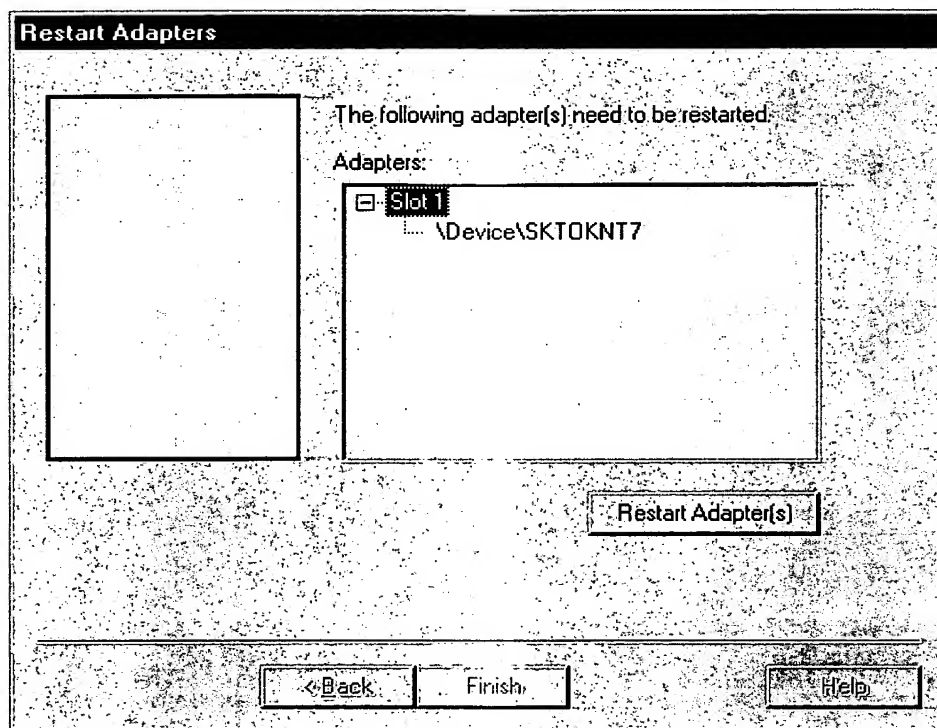 Restart Adapters
The following adapter(s) need to be restarted.
Adapters:
Slot 1
\Device\SKTOKNT7
Restart Adapter(s)
< Back
Finish
Help